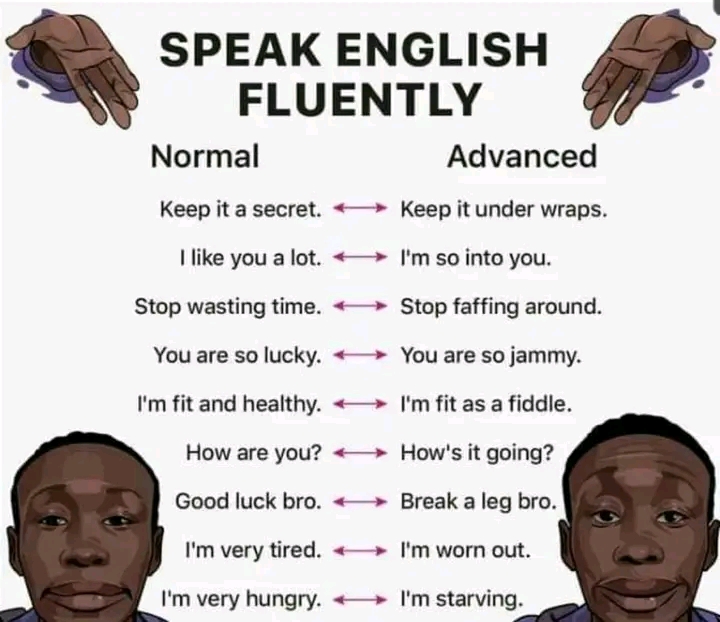 SPEAK ENGLISH
FLUENTLY
Normal Advanced
Keep it a secret. ↔ Keep it under wraps.
I like you a lot. ↔ I'm so into you.
Stop wasting time. ↔ Stop faffing around.
You are so lucky. ↔ You are so jammy.
I'm fit and healthy. ↔ I'm fit as a fiddle.
How are you? ↔ How's it going?
Good luck bro. ↔ Break a leg bro.
I'm very tired. ↔ I'm worn out.
I'm very hungry. ↔ I'm starving.